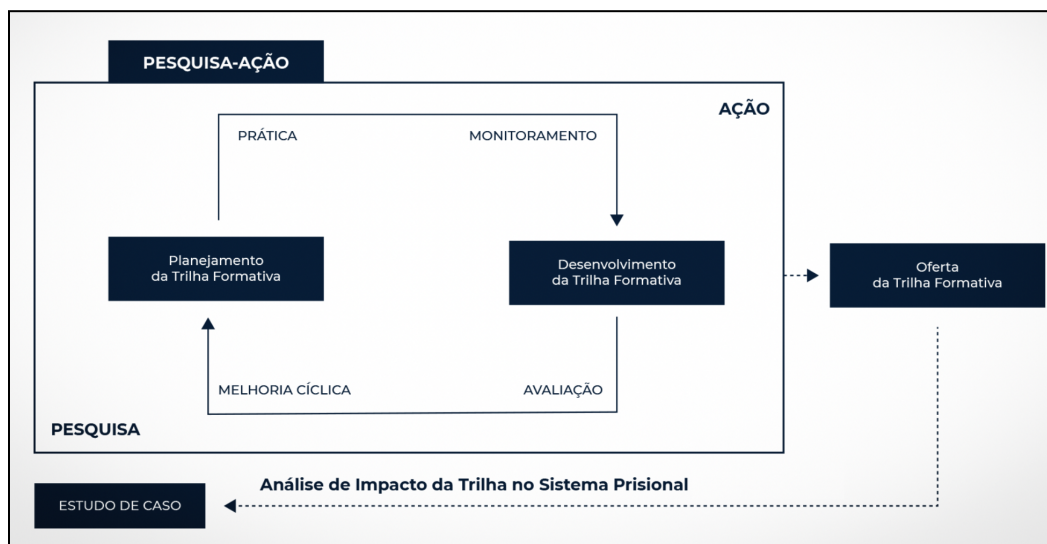 PESQUISA-AÇÃO
AÇÃO
PRÁTICA
MONITORAMENTO
Planejamento
da Trilha Formativa
Desenvolvimento
da Trilha Formativa
Oferta
da Trilha Formativa
MELHORIA CÍCLICA
AVALIAÇÃO
PESQUISA
Análise de Impacto da Trilha no Sistema Prisional
ESTUDO DE CASO